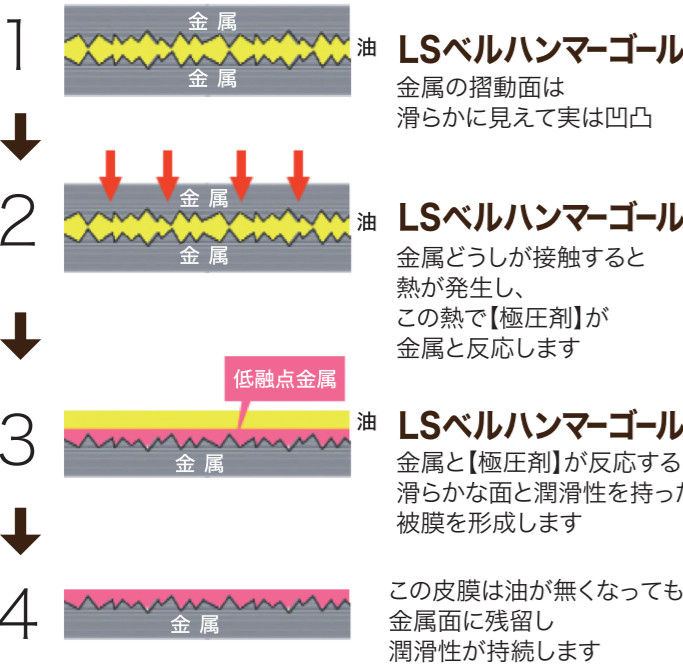 1
金属
油
金属
LSベルハンマーゴール
金属の摺動面は
滑らかに見えて実は凹凸
2
金属
油
金属
LSベルハンマーゴール
金属どうしが接触すると
熱が発生し、
この熱で【極圧剤】が
金属と反応します
3
低融点金属
油
金属
LSベルハンマーゴール
金属と【極圧剤】が反応する
滑らかな面と潤滑性を持った
被膜を形成します
4
金属
この皮膜は油が無くなっても
金属面に残留し
潤滑性が持続します